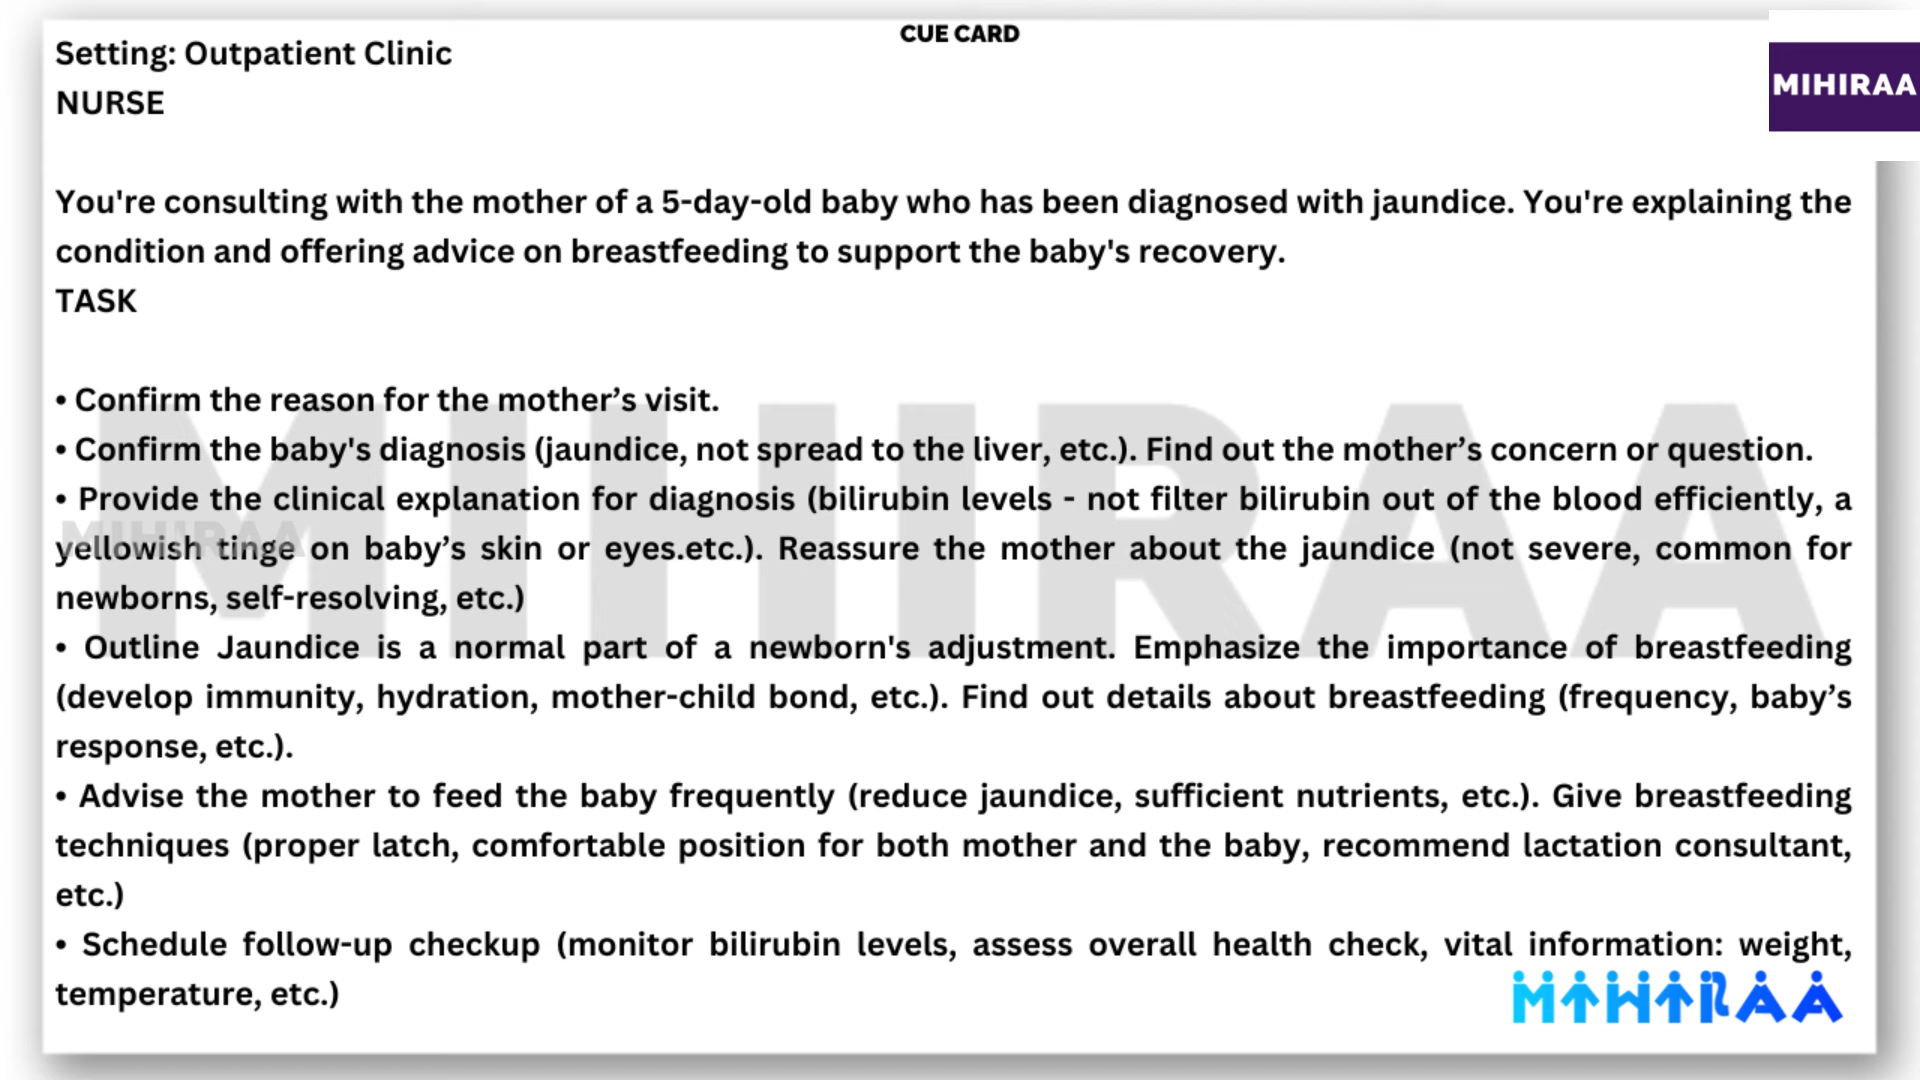 CUE CARD
Setting: Outpatient Clinic
MIHIRAA
NURSE
You're consulting with the mother of a 5-day-old baby who has been diagnosed with jaundice. You're explaining the
condition and offering advice on breastfeeding to support the baby's recovery.
TASK
• Confirm the reason for the mother’s visit.
• Confirm the baby's diagnosis (jaundice, not spread to the liver, etc.). Find out the mother’s concern or question.
• Provide the clinical explanation for diagnosis (bilirubin levels - not filter bilirubin out of the blood efficiently, a
MIHIRAA
MIHIRAA
yellowish tinge on baby’s skin or eyes.etc.). Reassure the mother about the jaundice (not severe, common for
newborns, self-resolving, etc.)
• Outline Jaundice is a normal part of a newborn's adjustment. Emphasize the importance of breastfeeding
(develop immunity, hydration, mother-child bond, etc.). Find out details about breastfeeding (frequency, baby’s
response, etc.).
• Advise the mother to feed the baby frequently (reduce jaundice, sufficient nutrients, etc.). Give breastfeeding
techniques (proper latch, comfortable position for both mother and the baby, recommend lactation consultant,
etc.)
• Schedule follow-up checkup (monitor bilirubin levels, assess overall health check, vital information: weight,
temperature, etc.)
MIHIRAA